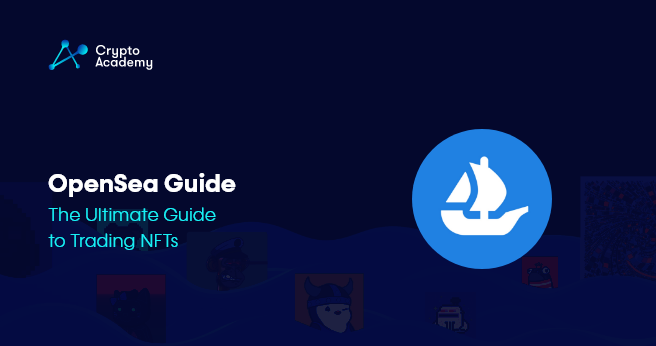 Crypto
Academy
OpenSea Guide
The Ultimate Guide
to Trading NFTs